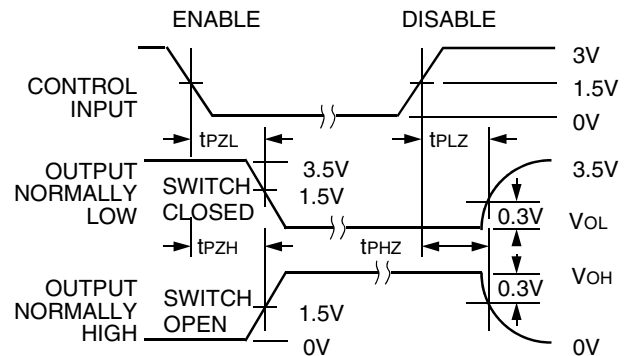 ENABLE
DISABLE
CONTROL
INPUT
3V
1.5V
0V
tPZL
tPLZ
OUTPUT
NORMALLY
LOW
SWITCH
CLOSED
3.5V
1.5V
3.5V
0.3V
VOL
tPZH
tPHZ
OUTPUT
NORMALLY
HIGH
SWITCH
OPEN
1.5V
0V
VOH
0.3V
0V